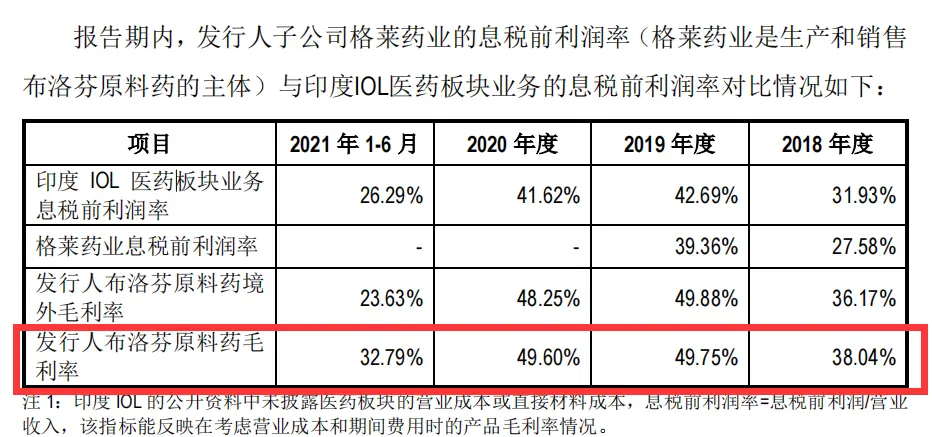 报告期内，发行人子公司格莱药业的息税前利润率（格莱药业是生产和销售
布洛芬原料药的主体）与印度IOL医药板块业务的息税前利润率对比情况如下：
项目 2021 年 1-6 月 2020 年度 2019 年度 2018 年度
印度 IOL 医药板块业务
息税前利润率 26.29% 41.62% 42.69% 31.93%
格莱药业息税前利润率 - - 39.36% 27.58%
发行人布洛芬原料药境
外毛利率 23.63% 48.25% 49.88% 36.17%
发行人布洛芬原料药毛
利率 32.79% 49.60% 49.75% 38.04%
注 1：印度 IOL 的公开资料中未披露医药板块的营业成本或直接材料成本，息税前利润率=息税前利润/营业
收入，该指标能反映在考虑营业成本和期间费用时的产品毛利率情况。